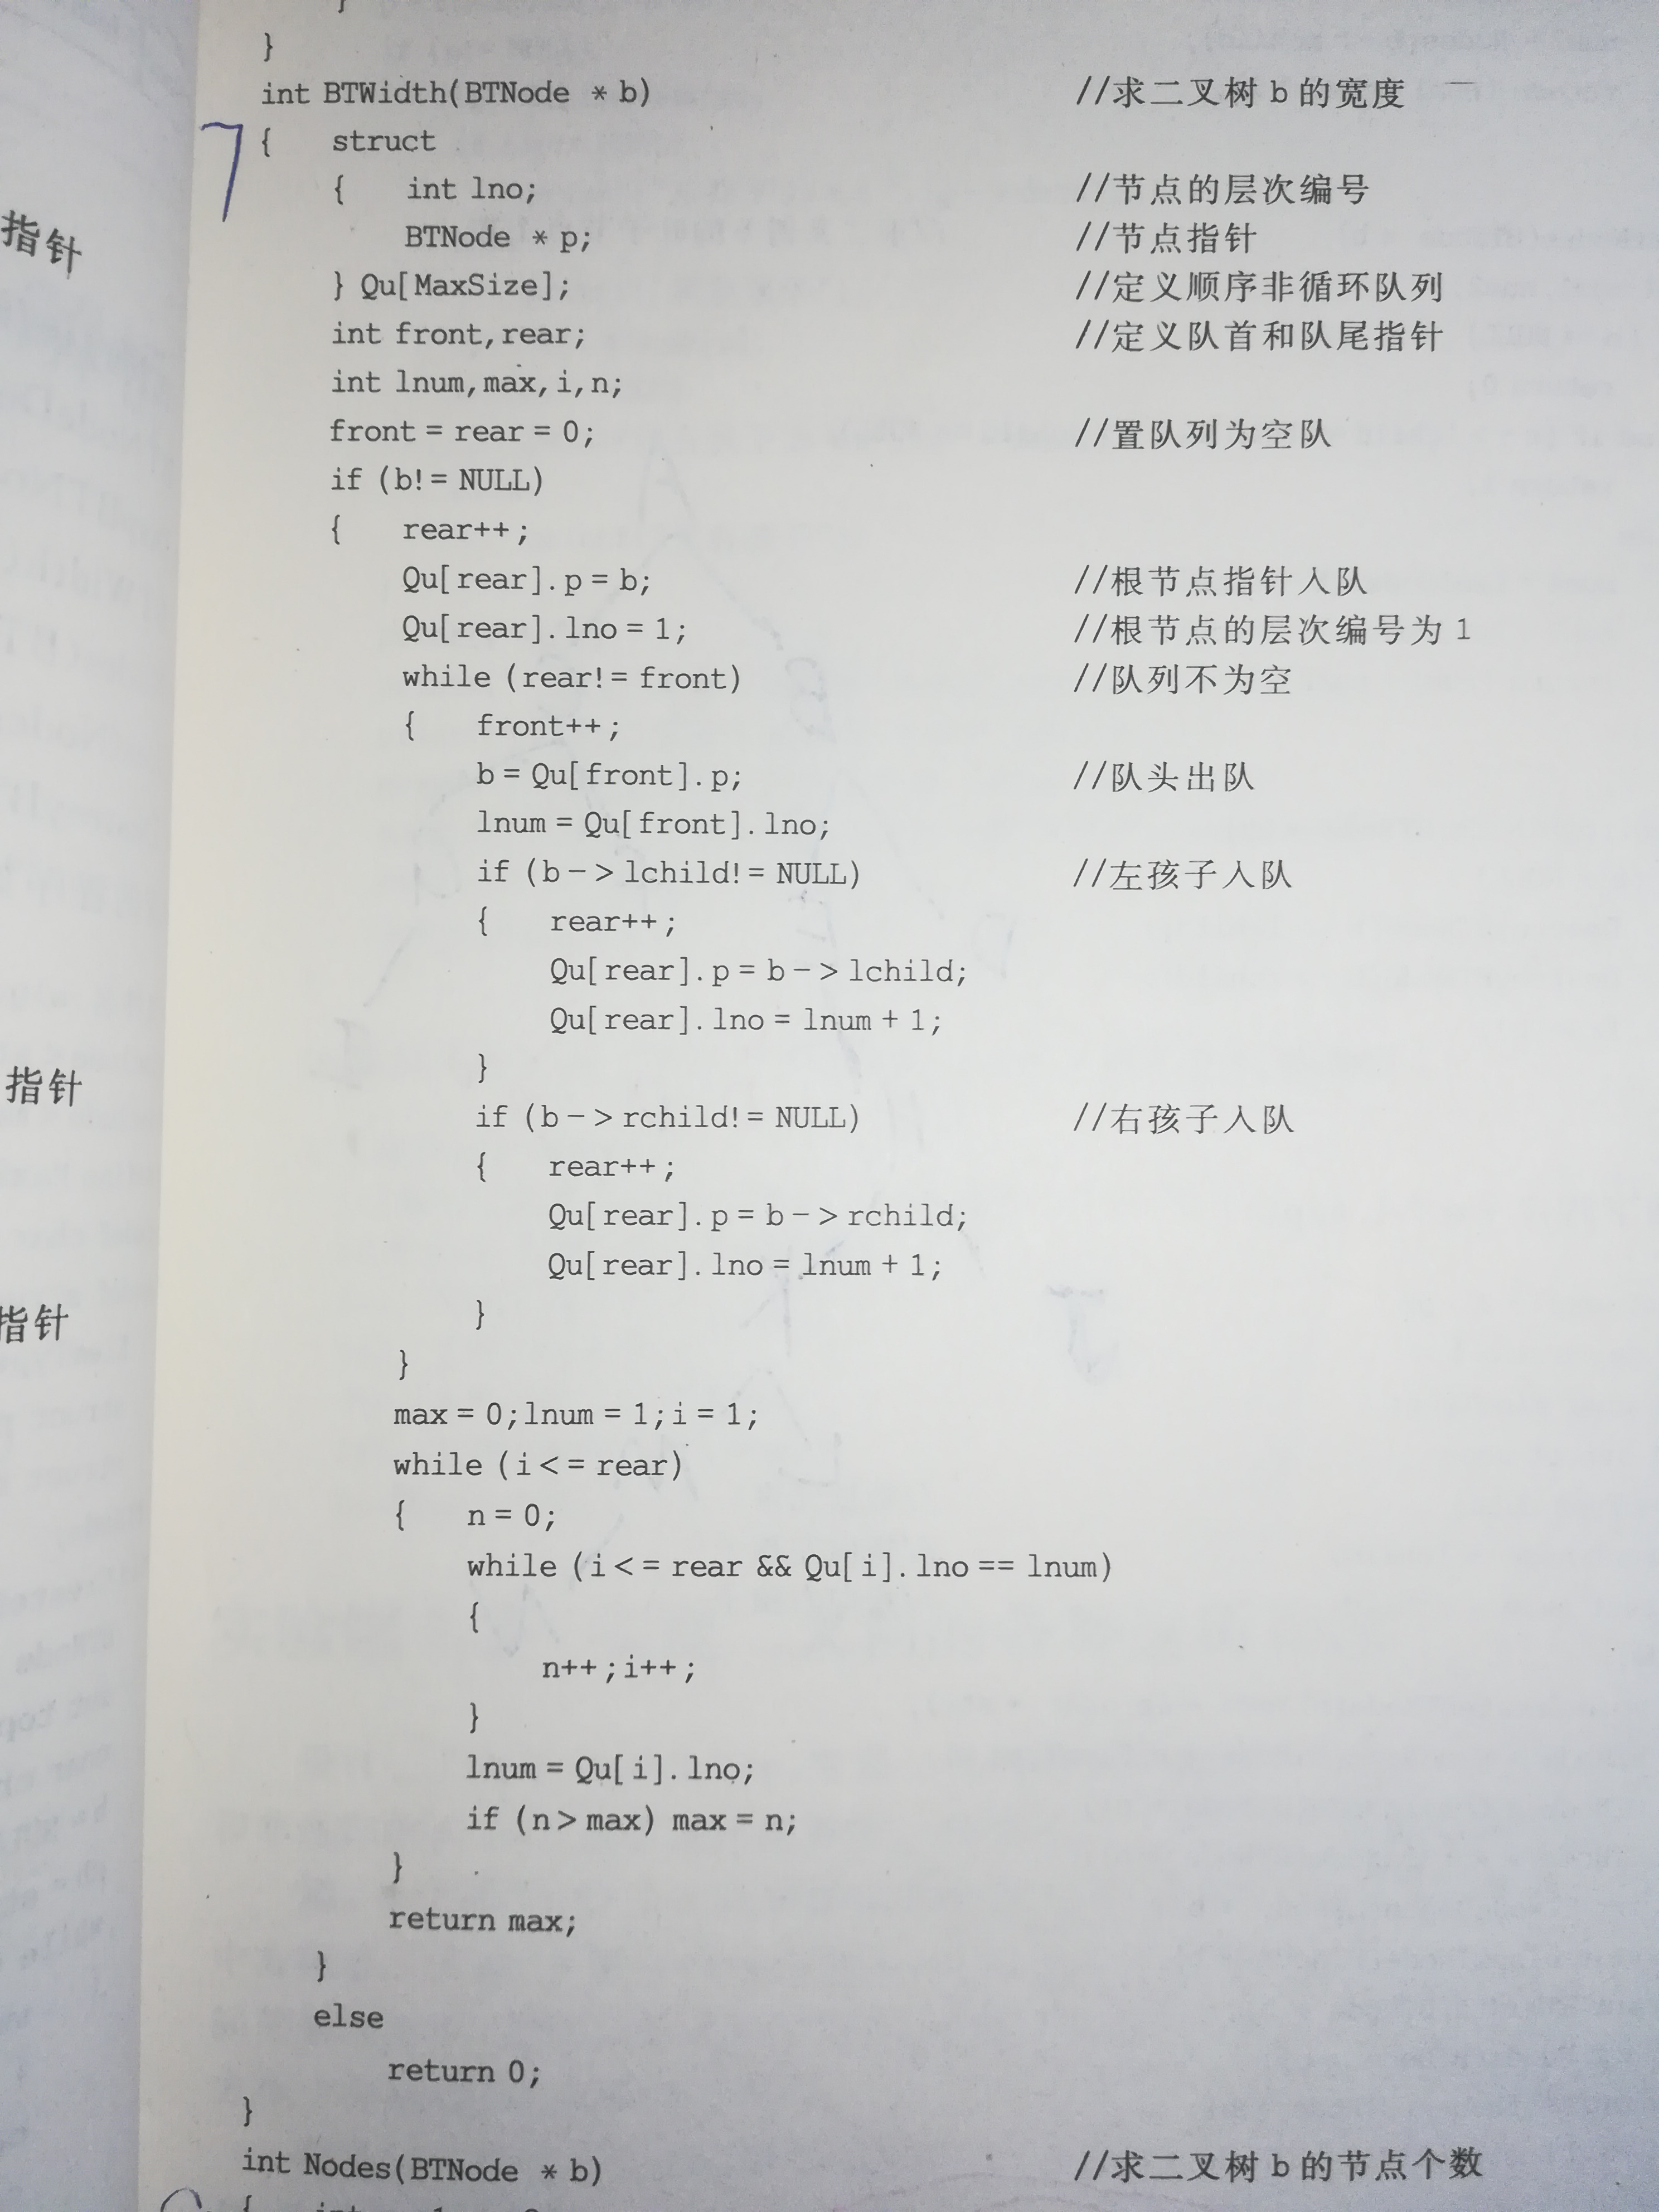 }
}
int BTWidth(BTNode * b) //求二叉树 b 的宽度
7
{ struct
{ int lno; //节点的层次编号
BTNode * p; //节点指针
} Qu[MaxSize]; //定义顺序非循环队列
int front,rear; //定义队首和队尾指针
int lnum,max,i,n;
front = rear = 0; //置队列为空队
if (b!= NULL)
{ rear++;
Qu[rear].p = b; //根节点指针入队
Qu[rear].lno = 1; //根节点的层次编号为 1
while (rear!= front) //队列不为空
{ front++;
b = Qu[front].p; //队头出队
lnum = Qu[front].lno;
if (b -> lchild!= NULL) //左孩子入队
{ rear++;
Qu[rear].p = b -> lchild;
Qu[rear].lno = lnum + 1;
}
if (b -> rchild!= NULL) //右孩子入队
{ rear++;
Qu[rear].p = b -> rchild;
Qu[rear].lno = lnum + 1;
}
}
max = 0;lnum = 1;i = 1;
while (i <= rear)
{ n = 0;
while (i <= rear && Qu[i].lno == lnum)
{
n++;i++;
}
lnum = Qu[i].lno;
if (n > max) max = n;
}
return max;
}
else
return 0;
}
int Nodes(BTNode * b) //求二叉树 b 的节点个数
指针
指针
指针